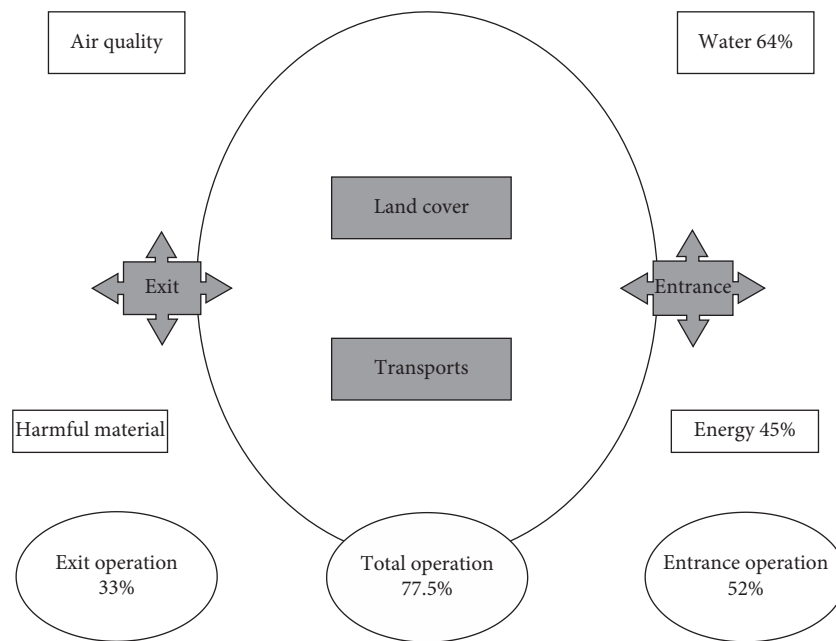 Air quality
Water 64%
Land cover
Exit
Entrance
Transports
Harmful material
Energy 45%
Exit operation
33%
Total operation
77.5%
Entrance operation
52%